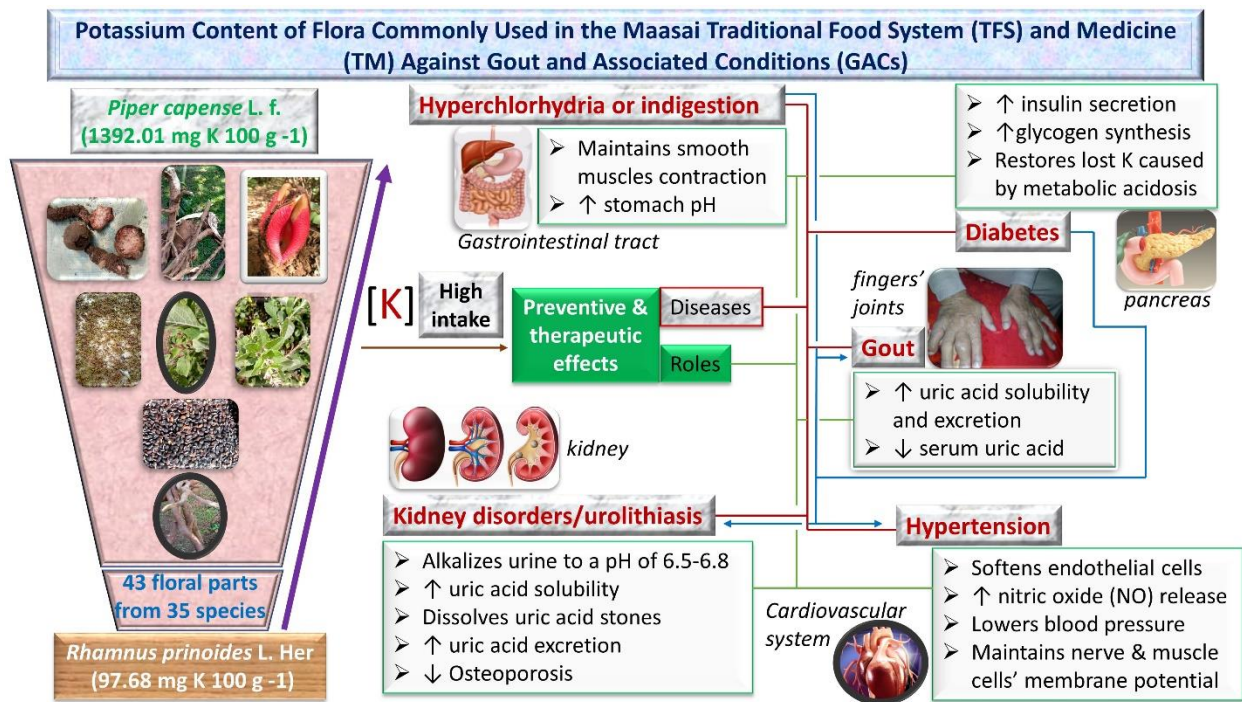 Potassium Content of Flora Commonly Used in the Maasai Traditional Food System (TFS) and Medicine
(TM) Against Gout and Associated Conditions (GACs)
Piper capense L. f.
(1392.01 mg K 100 g -1)
43 floral parts
from 35 species
Rhamnus prinoides L. Her
(97.68 mg K 100 g -1)
[K]
High
intake
Preventive &
therapeutic
effects
Diseases
Roles
Hyperchlorhydria or indigestion
➢ Maintains smooth
muscles contraction
➢ ↑ stomach pH
Gastrointestinal tract
➢ ↑ insulin secretion
➢ ↑glycogen synthesis
➢ Restores lost K caused
by metabolic acidosis
Diabetes
pancreas
fingers’
joints
Gout
➢ ↑ uric acid solubility
and excretion
➢ ↓ serum uric acid
kidney
Kidney disorders/urolithiasis
➢ Alkalizes urine to a pH of 6.5-6.8
➢ ↑ uric acid solubility
➢ Dissolves uric acid stones
➢ ↑ uric acid excretion
➢ ↓ Osteoporosis
Hypertension
Cardiovascular
system
➢ Softens endothelial cells
➢ ↑ nitric oxide (NO) release
➢ Lowers blood pressure
➢ Maintains nerve & muscle
cells’ membrane potential